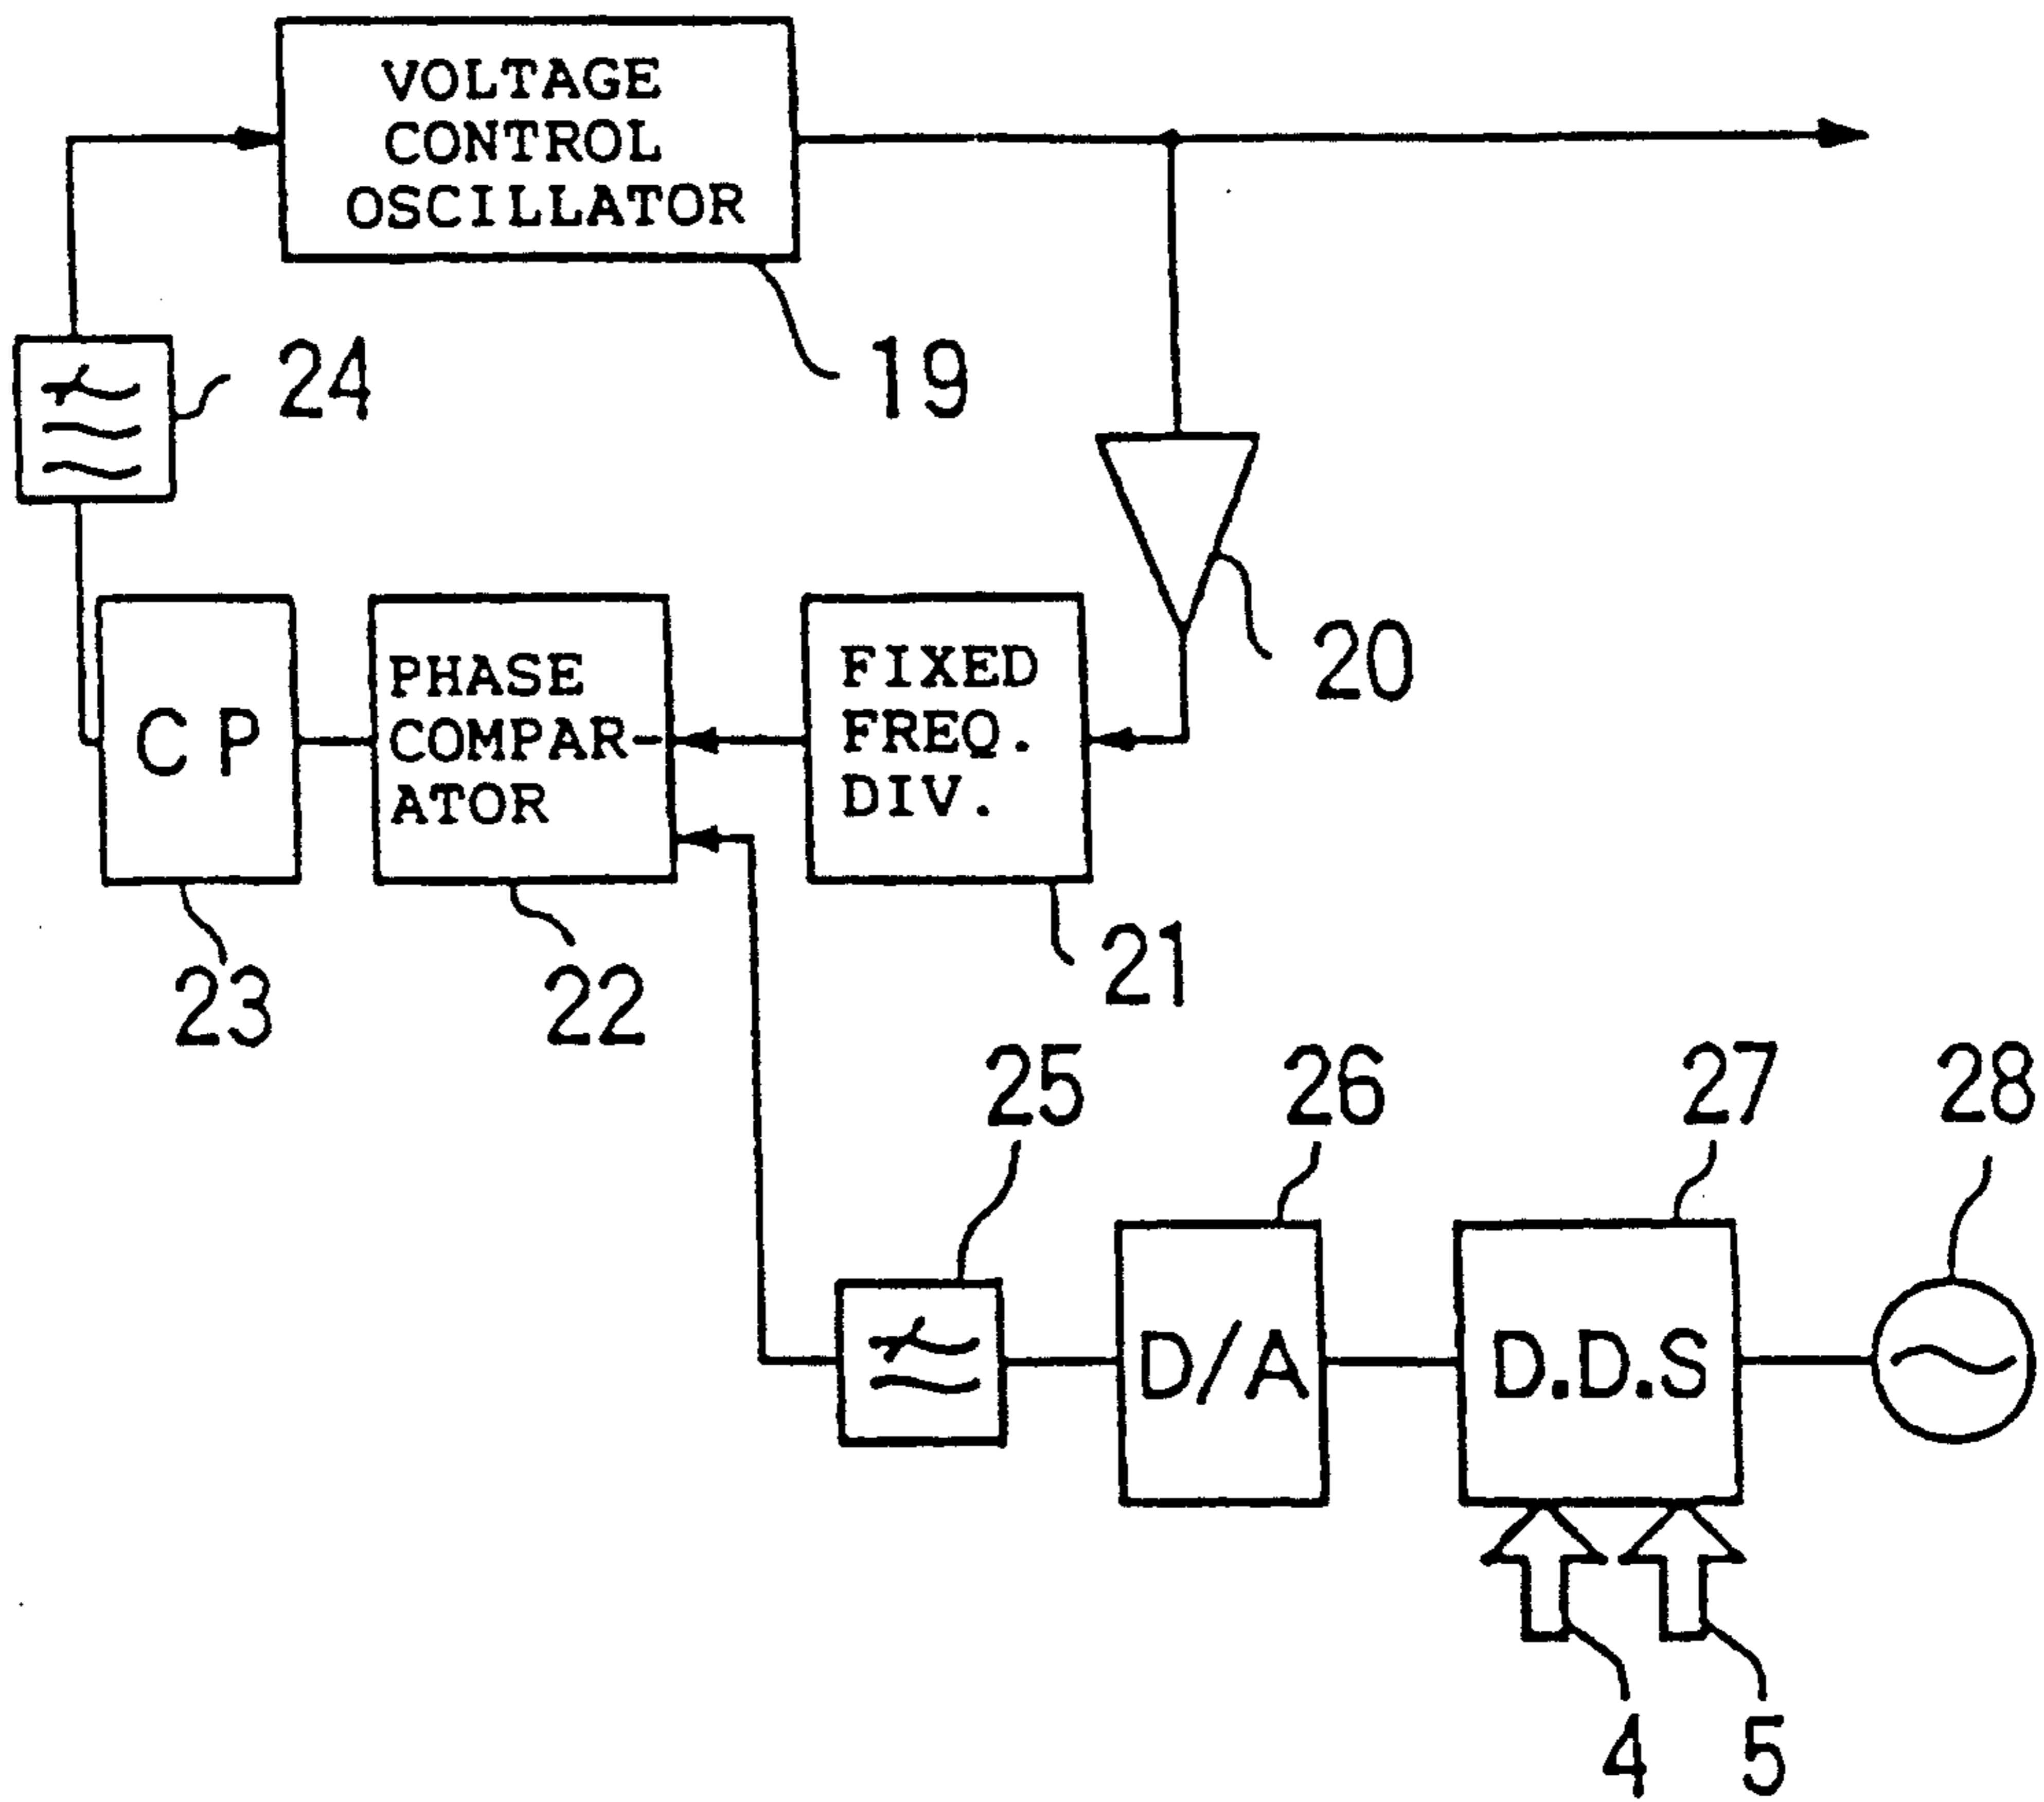 VOLTAGE
CONTROL
OSCILLATOR
24
19
20
CP
PHASE
COMPAR-
ATOR
FIXED
FREQ.
DIV.
23
22
21
25
26
27
28
D/A
D.D.S
4
5